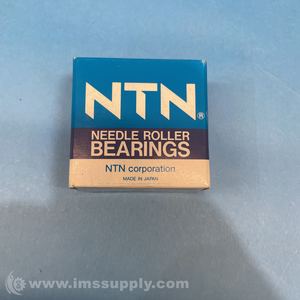 NTN®
NEEDLE ROLLER
BEARINGS
NTN corporation
MADE IN JAPAN
www.imssupply.com